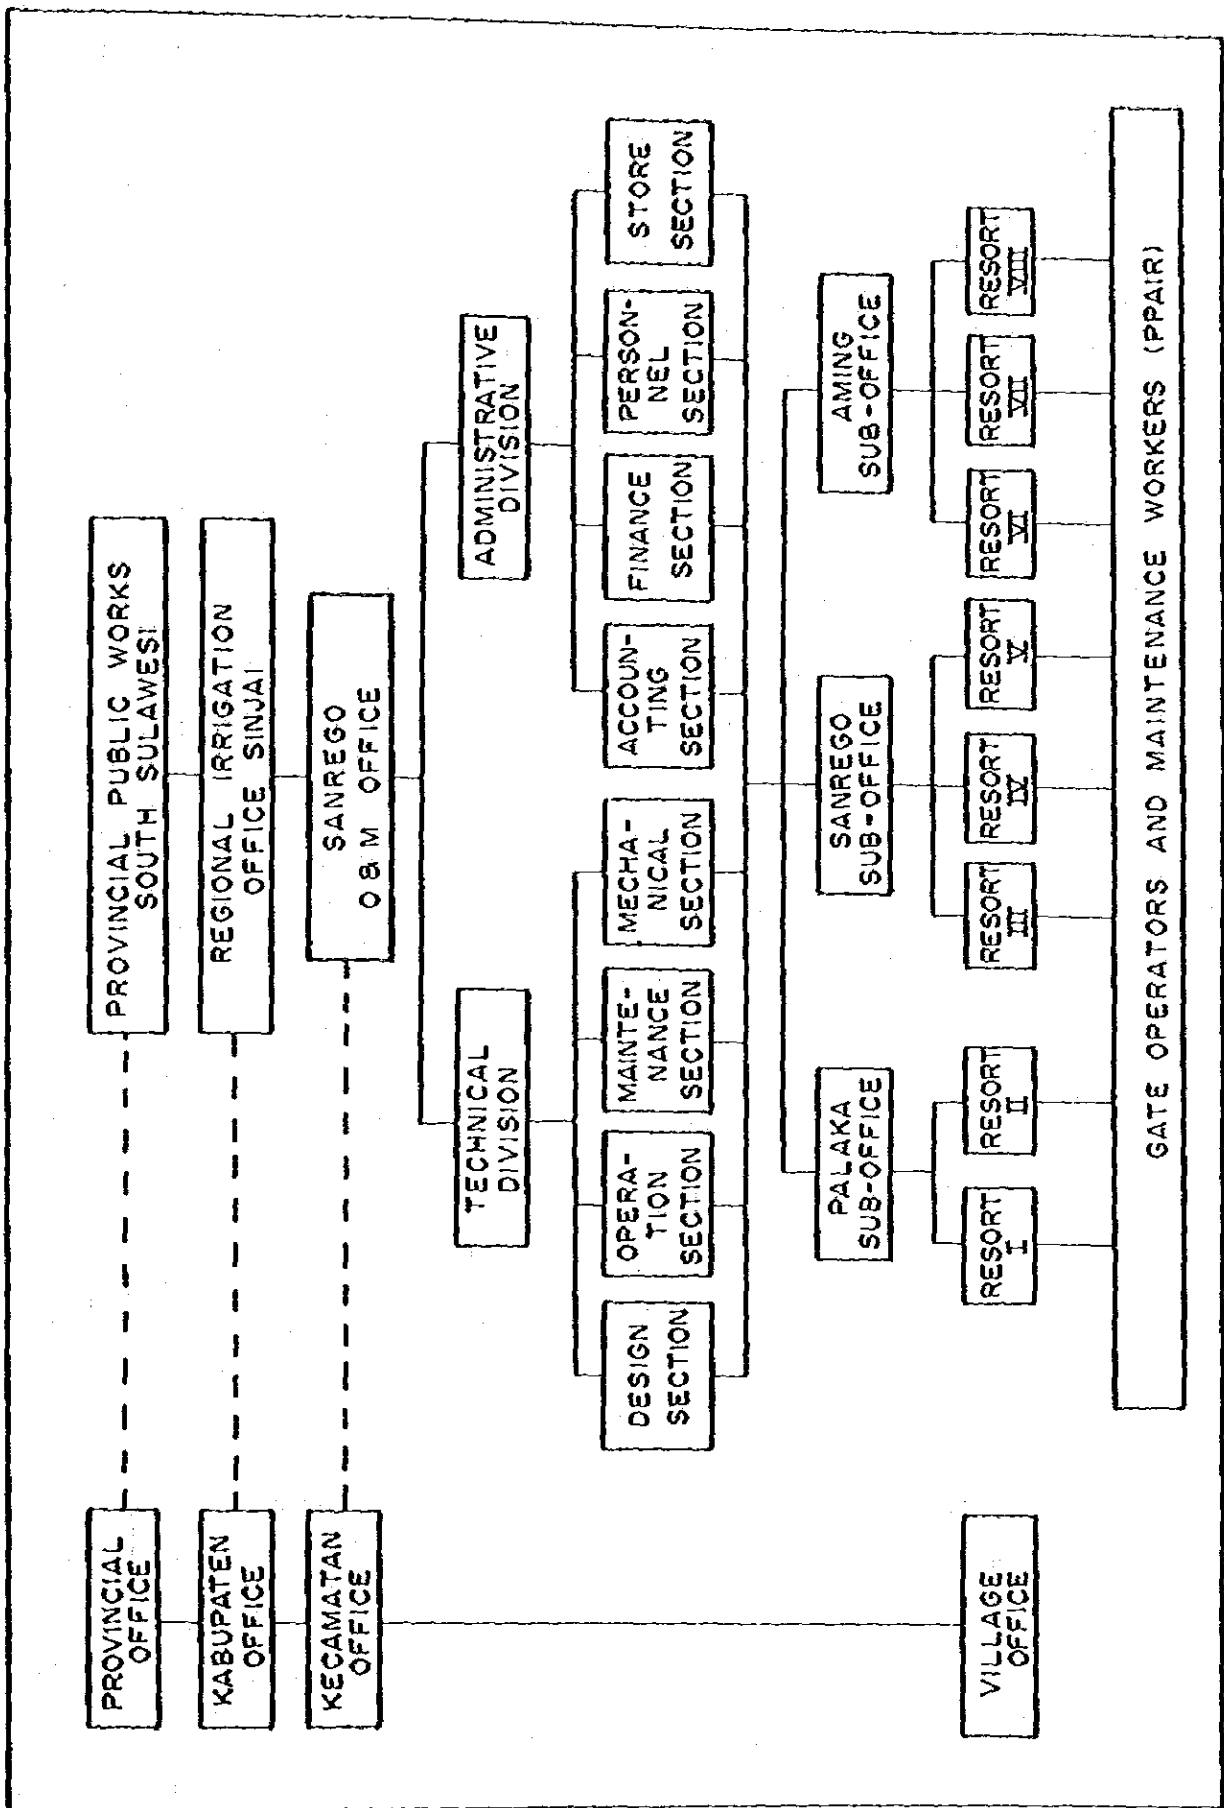 PROVINCIAL
OFFICE
PROVINCIAL PUBLIC WORKS
SOUTH SULAWESI
KABUPATEN
OFFICE
REGIONAL IRRIGATION
OFFICE SINJAI
KECAMATAN
OFFICE
SANREGO
O & M OFFICE
TECHNICAL
DIVISION
ADMINISTRATIVE
DIVISION
DESIGN
SECTION
OPERA-
TION
SECTION
MAINTE-
NANCE
SECTION
MECHA-
NICAL
SECTION
ACCOUN-
TING
SECTION
FINANCE
SECTION
PERSON-
NEL
SECTION
STORE
SECTION
PALAKA
SUB-OFFICE
SANREGO
SUB-OFFICE
AMING
SUB-OFFICE
VILLAGE
OFFICE
RESORT
I
RESORT
II
RESORT
III
RESORT
IV
RESORT
V
RESORT
VI
RESORT
VII
RESORT
VIII
GATE OPERATORS AND MAINTENANCE WORKERS (PPAIR)